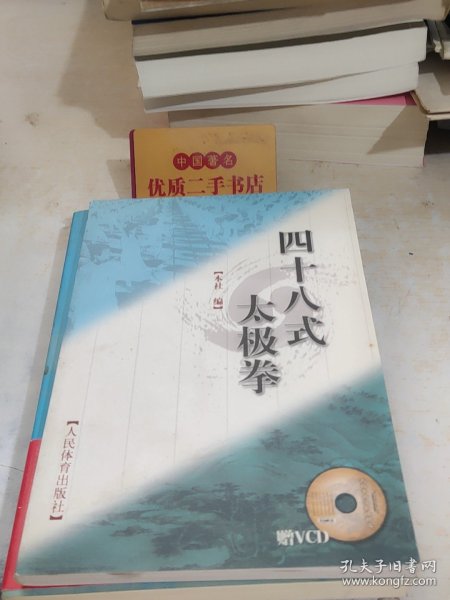 中国著名
优质二手书店
四十八式
太极拳
【本社 编】
【人民体育出版社】
赠VCD
孔夫子旧书网
www.kongfz.com